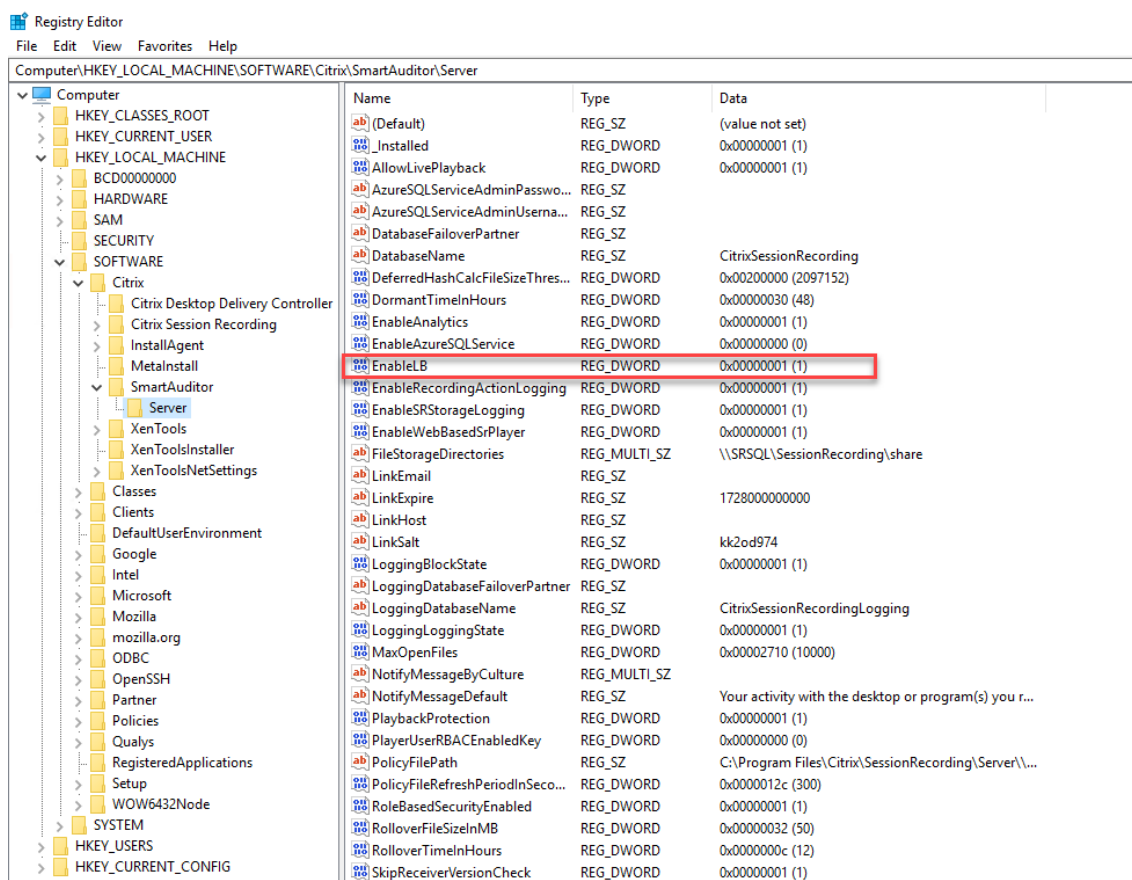 Registry Editor
File Edit View Favorites Help
Computer\HKEY_LOCAL_MACHINE\SOFTWARE\Citrix\SmartAuditor\Server
Computer
HKEY_CLASSES_ROOT
HKEY_CURRENT_USER
HKEY_LOCAL_MACHINE
BCD00000000
HARDWARE
SAM
SECURITY
SOFTWARE
Citrix
Citrix Desktop Delivery Controller
Citrix Session Recording
InstallAgent
MetaInstall
SmartAuditor
Server
XenTools
XenToolsInstaller
XenToolsNetSettings
Classes
Clients
DefaultUserEnvironment
Google
Intel
Microsoft
Mozilla
mozilla.org
ODBC
OpenSSH
Partner
Policies
Qualys
RegisteredApplications
Setup
WOW6432Node
SYSTEM
HKEY_USERS
HKEY_CURRENT_CONFIG
Name Type Data
(Default) REG_SZ (value not set)
_Installed REG_DWORD 0x00000001 (1)
AllowLivePlayback REG_DWORD 0x00000001 (1)
AzureSQLServiceAdminPasswo... REG_SZ
AzureSQLServiceAdminUserna... REG_SZ
DatabaseFailoverPartner REG_SZ
DatabaseName REG_SZ CitrixSessionRecording
DeferredHashCalcFileSizeThres... REG_DWORD 0x00200000 (2097152)
DormantTimeInHours REG_DWORD 0x00000030 (48)
EnableAnalytics REG_DWORD 0x00000001 (1)
EnableAzureSQLService REG_DWORD 0x00000000 (0)
EnableLB REG_DWORD 0x00000001 (1)
EnableRecordingActionLogging REG_DWORD 0x00000001 (1)
EnableSRStorageLogging REG_DWORD 0x00000001 (1)
EnableWebBasedSrPlayer REG_DWORD 0x00000001 (1)
FileStorageDirectories REG_MULTI_SZ \\SRSQL\SessionRecording\share
LinkEmail REG_SZ
LinkExpire REG_SZ 1728000000000
LinkHost REG_SZ
LinkSalt REG_SZ kk2od974
LoggingBlockState REG_DWORD 0x00000001 (1)
LoggingDatabaseFailoverPartner REG_SZ
LoggingDatabaseName REG_SZ CitrixSessionRecordingLogging
LoggingLoggingState REG_DWORD 0x00000001 (1)
MaxOpenFiles REG_DWORD 0x00002710 (10000)
NotifyMessageByCulture REG_MULTI_SZ
NotifyMessageDefault REG_SZ Your activity with the desktop or program(s) you r...
PlaybackProtection REG_DWORD 0x00000001 (1)
PlayerUserRBACEnabledKey REG_DWORD 0x00000000 (0)
PolicyFilePath REG_SZ C:\Program Files\Citrix\SessionRecording\Server\\...
PolicyFileRefreshPeriodInSeco... REG_DWORD 0x0000012c (300)
RoleBasedSecurityEnabled REG_DWORD 0x00000001 (1)
RolloverFileSizeInMB REG_DWORD 0x00000032 (50)
RolloverTimeInHours REG_DWORD 0x0000000c (12)
SkipReceiverVersionCheck REG_DWORD 0x00000001 (1)